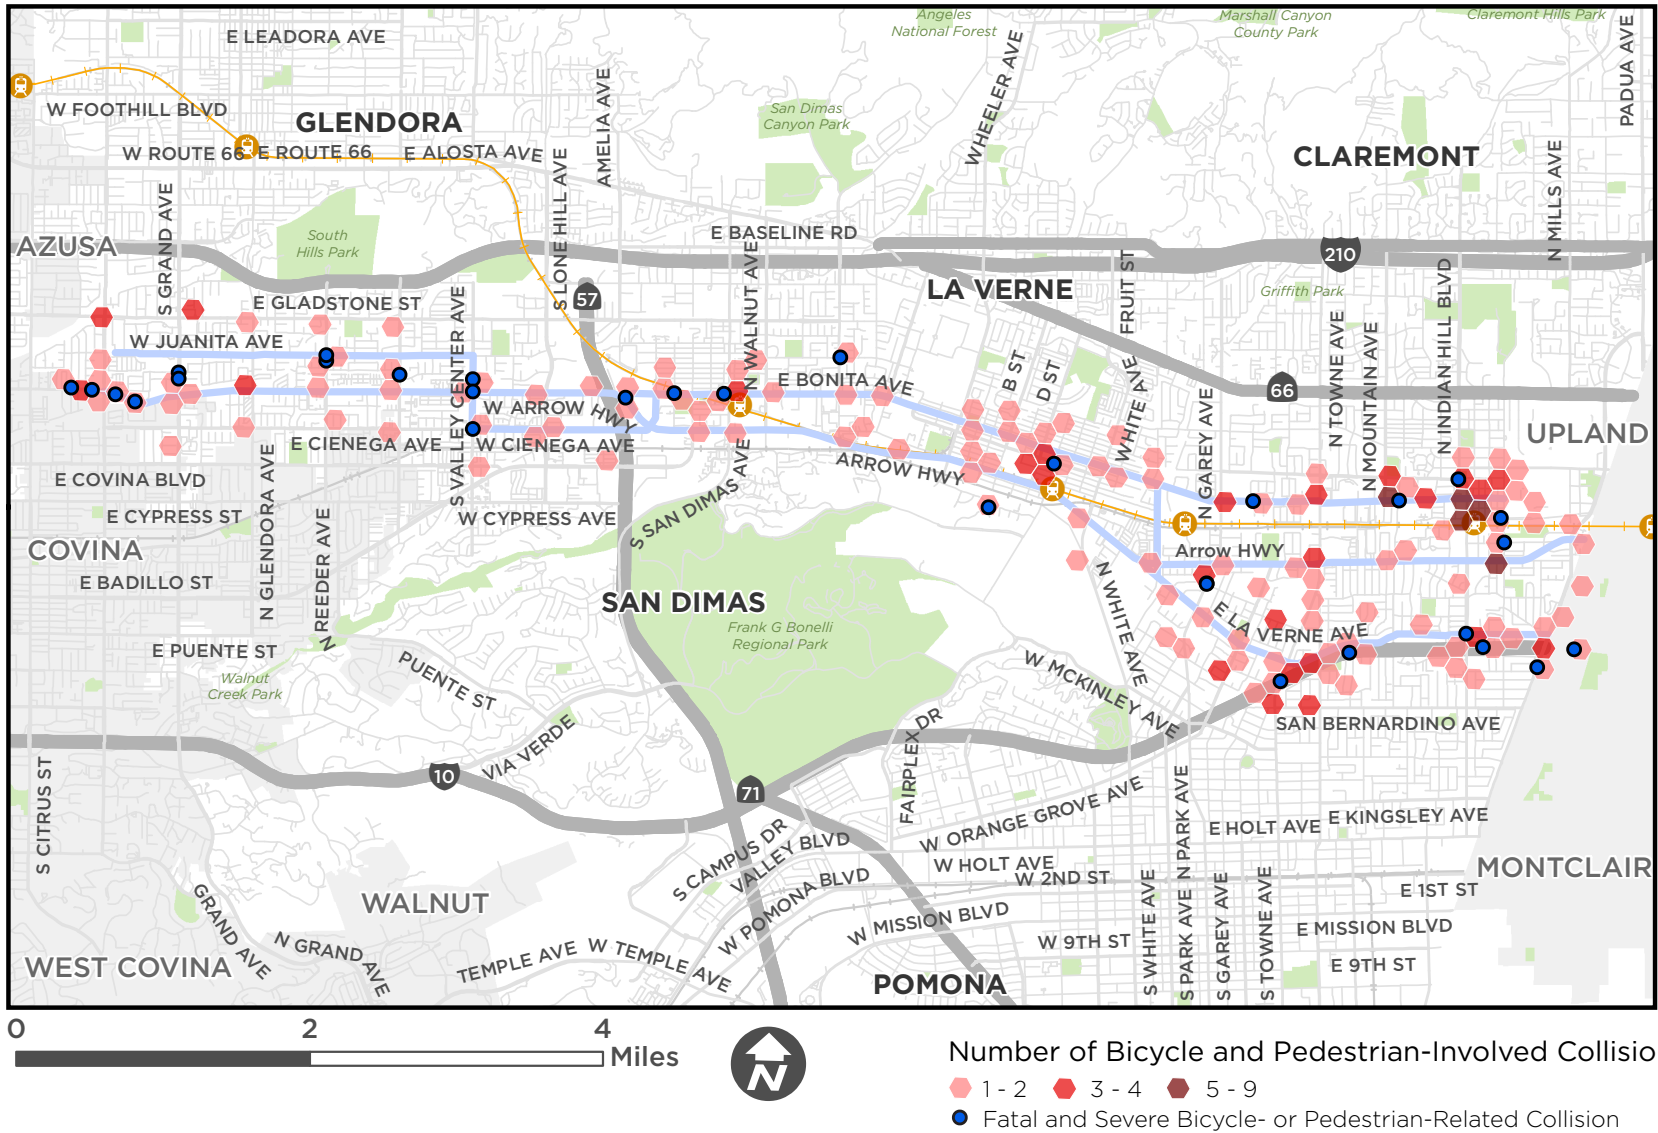 Angeles
National Forest
Marshall Canyon
County Park
Claremont Hills Park
E LEADORA AVE
PADUA AVE
WHEELER AVE
AMELIA AVE
W FOOTHILL BLVD
GLENDORA
San Dimas
Canyon Park
W ROUTE 66
E ROUTE 66
E ALOSTA AVE
CLAREMONT
S LONE HILL AVE
N MILLS AVE
S GRAND AVE
AZUSA
South
Hills Park
E BASELINE RD
210
N WALNUT AVE
FRUIT ST
LA VERNE
Griffith Park
E GLADSTONE ST
57
S VALLEY CENTER AVE
N INDIAN HILL BLVD
W JUANITA AVE
B ST
D ST
N TOWNE AVE
N MOUNTAIN AVE
66
E BONITA AVE
WHITE AVE
N GAREY AVE
W ARROW HWY
UPLAND
E CIENEGA AVE
W CIENEGA AVE
ARROW HWY
E COVINA BLVD
N GLENDORA AVE
S SAN DIMAS AVE
E CYPRESS ST
W CYPRESS AVE
COVINA
N REEDER AVE
Arrow HWY
E BADILLO ST
N WHITE AVE
SAN DIMAS
E LA VERNE AVE
Frank G Bonelli
Regional Park
E PUENTE ST
PUENTE ST
W MCKINLEY AVE
Walnut
Creek Park
SAN BERNARDINO AVE
FAIRPLEX DR
VIA VERDE
10
71
S CITRUS ST
W ORANGE GROVE AVE
N PARK AVE
E HOLT AVE
E KINGSLEY AVE
S CAMPUS DR
VALLEY BLVD
W HOLT AVE
W 2ND ST
MONTCLAIR
W POMONA BLVD
E 1ST ST
WALNUT
GRAND AVE
W MISSION BLVD
S WHITE AVE
S PARK AVE
S GAREY AVE
S TOWNE AVE
E MISSION BLVD
N GRAND AVE
W 9TH ST
TEMPLE AVE
W TEMPLE AVE
E 9TH ST
WEST COVINA
POMONA
0 2 4
Miles
N
Number of Bicycle and Pedestrian-Involved Collisio
1 - 2 3 - 4 5 - 9
Fatal and Severe Bicycle- or Pedestrian-Related Collision